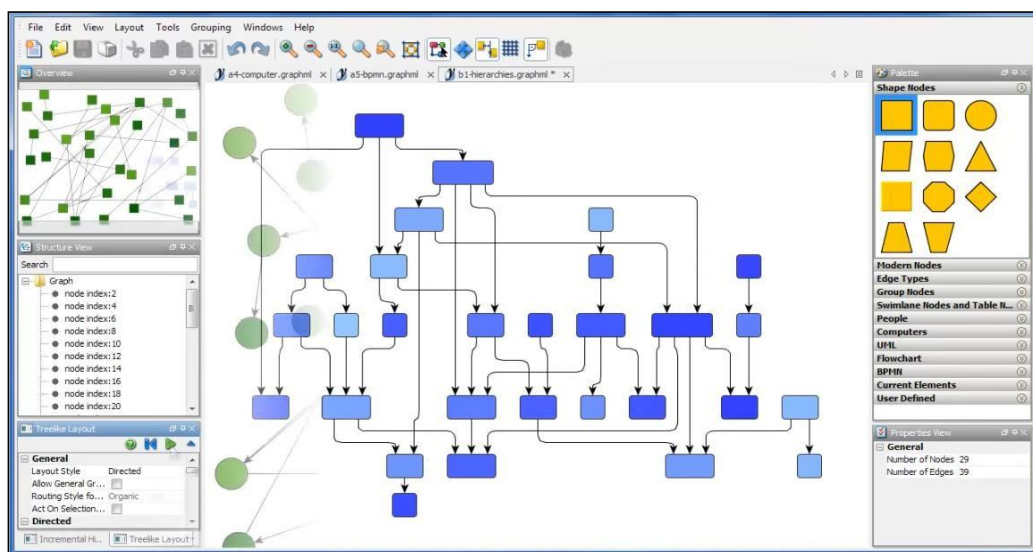 File Edit View Layout Tools Grouping Windows Help
Overview
a4-computer.graphml
a5-bpmn.graphml
b1-hierarchies.graphml *
Palette
Shape Nodes
Modern Nodes
Edge Types
Group Nodes
Swimlane Nodes and Table N...
People
Computers
UML
Flowchart
BPMN
Current Elements
User Defined
Structure View
Search
Graph
node index:2
node index:4
node index:6
node index:8
node index:10
node index:12
node index:14
node index:16
node index:18
node index:20
Treelike Layout
General
Layout Style Directed
Allow General Gr...
Routing Style fo... Organic
Act On Selection...
Directed
Incremental Hi... Treelike Layout
Properties View
General
Number of Nodes 29
Number of Edges 39